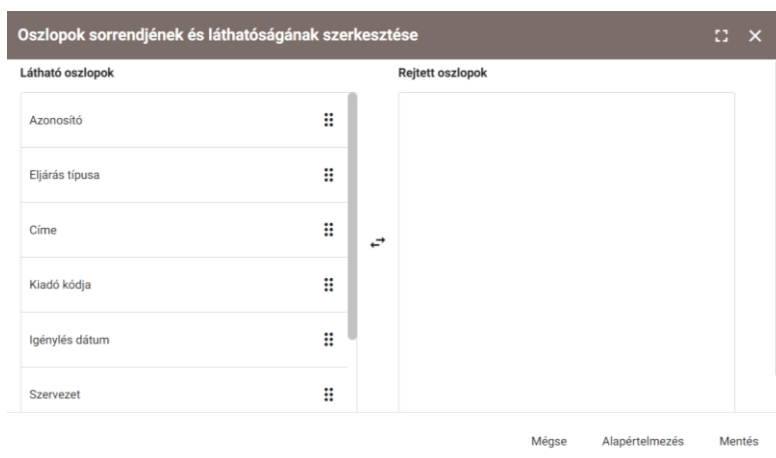 Oszlopok sorrendjének és láthatóságának szerkesztése
Látható oszlopok
Rejtett oszlopok
Azonosító
Eljárás típusa
Címe
Kiadó kódja
Igénylés dátum
Szervezet
Mégse
Alapértelmezés
Mentés